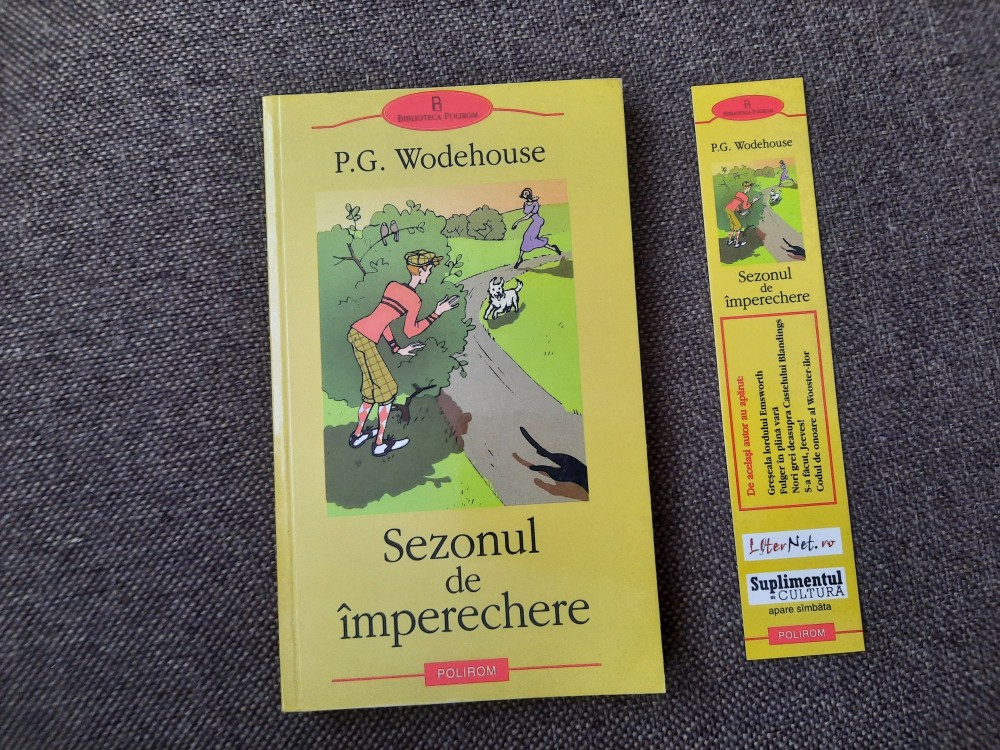 BIBLIOTECA POLIROM
P.G. Wodehouse
Sezonul
de
împerechere
POLIROM
BIBLIOTECA POLIROM
P.G. Wodehouse
Sezonul
de
împerechere
De același autor au apărut:
Greșeala lordului Emsworth
Fulger în plină vară
Nori grei deasupra Castelului Blandings
S-a făcut, Jeeves!
Codul de onoare al Wooster-ilor
LiterNet.ro
Suplimentul
de CULTURĂ
apare sîmbăta
POLIROM